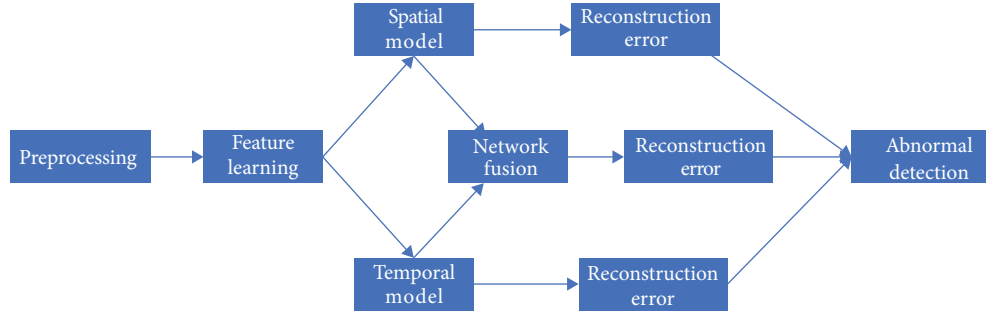 Spatial
model
Reconstruction
error
Preprocessing
Feature
learning
Network
fusion
Reconstruction
error
Abnormal
detection
Temporal
model
Reconstruction
error